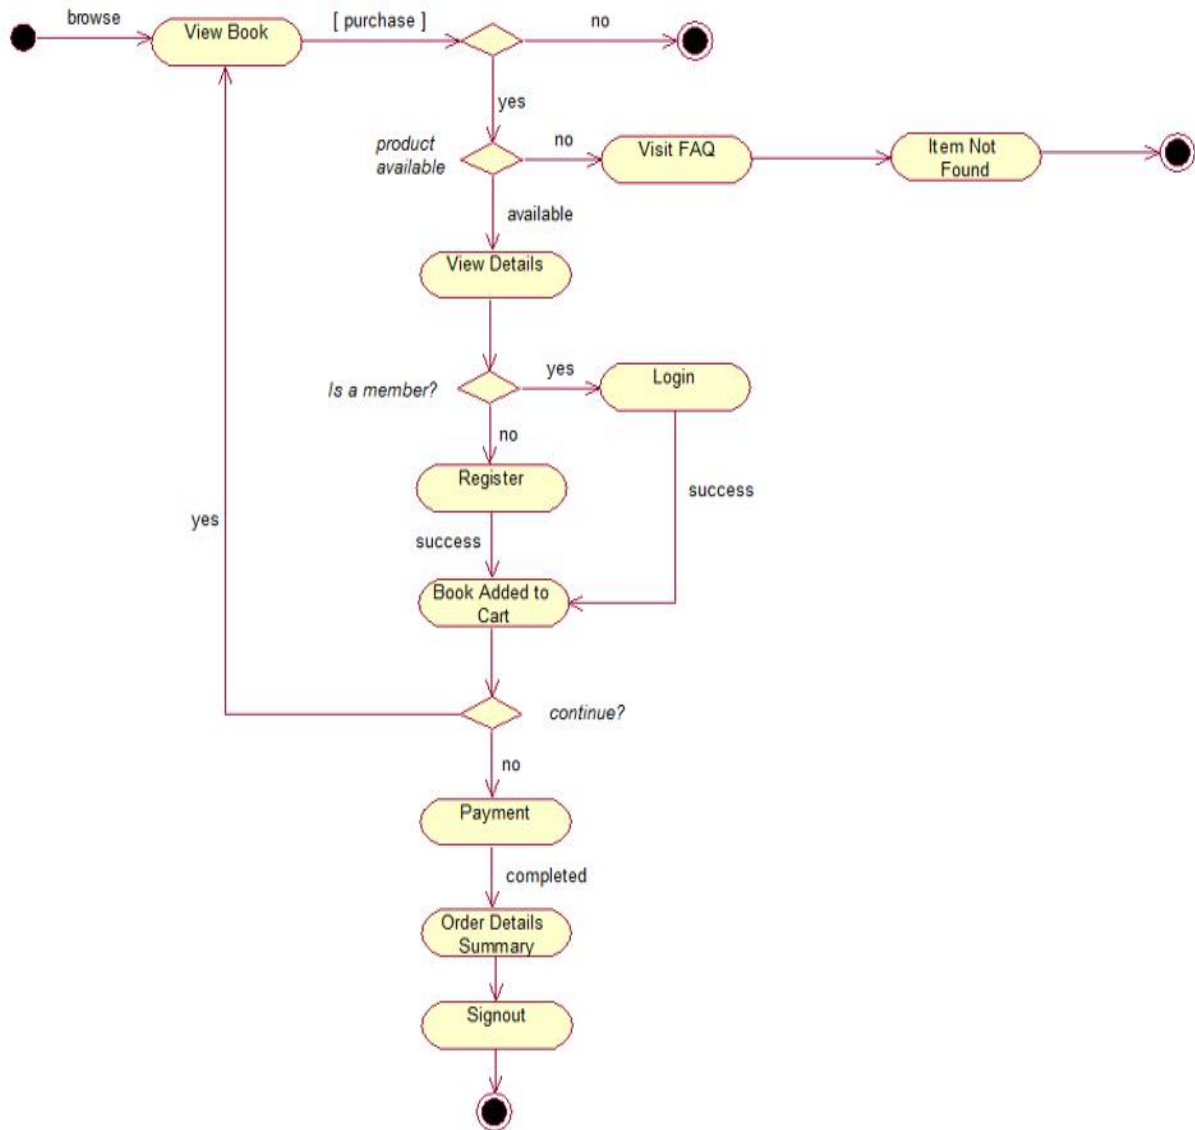 browse
View Book
[ purchase ]
no
yes
product
available
no
Visit FAQ
Item Not
Found
available
View Details
Is a member?
yes
Login
no
Register
success
success
yes
Book Added to
Cart
continue?
no
Payment
completed
Order Details
Summary
Signout